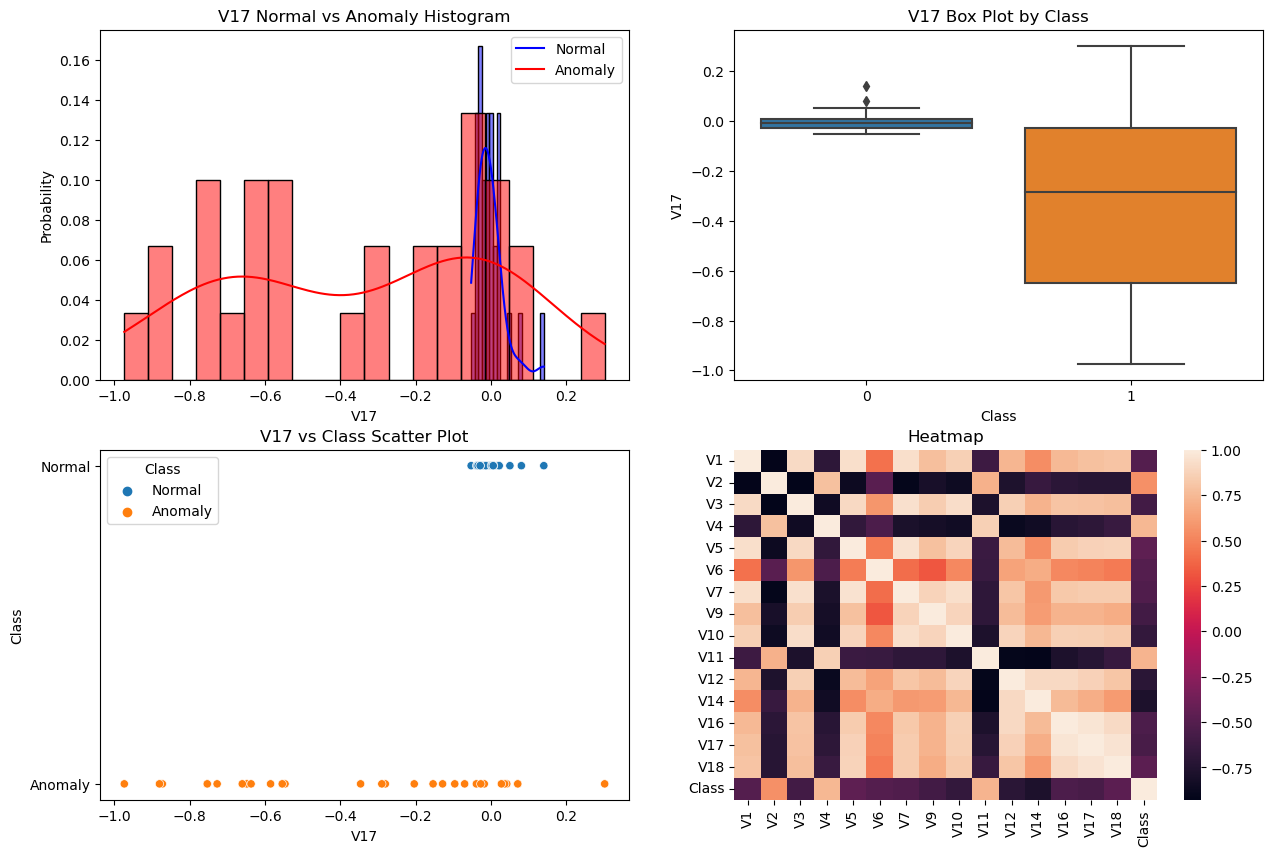 V17 Normal vs Anomaly Histogram
Probability
0.16
0.14
0.12
0.10
0.08
0.06
0.04
0.02
0.00
Normal
Anomaly
−1.0 −0.8 −0.6 −0.4 −0.2 0.0 0.2
V17
V17 Box Plot by Class
V17
0.2
0.0
−0.2
−0.4
−0.6
−0.8
−1.0
0 1
Class
V17 vs Class Scatter Plot
Class
Normal
Anomaly
Class
Normal
Anomaly
−1.0 −0.8 −0.6 −0.4 −0.2 0.0 0.2
V17
Heatmap
V1
V2
V3
V4
V5
V6
V7
V9
V10
V11
V12
V14
V16
V17
V18
Class
V1 V2 V3 V4 V5 V6 V7 V9 V10 V11 V12 V14 V16 V17 V18 Class
1.00
0.75
0.50
0.25
0.00
−0.25
−0.50
−0.75